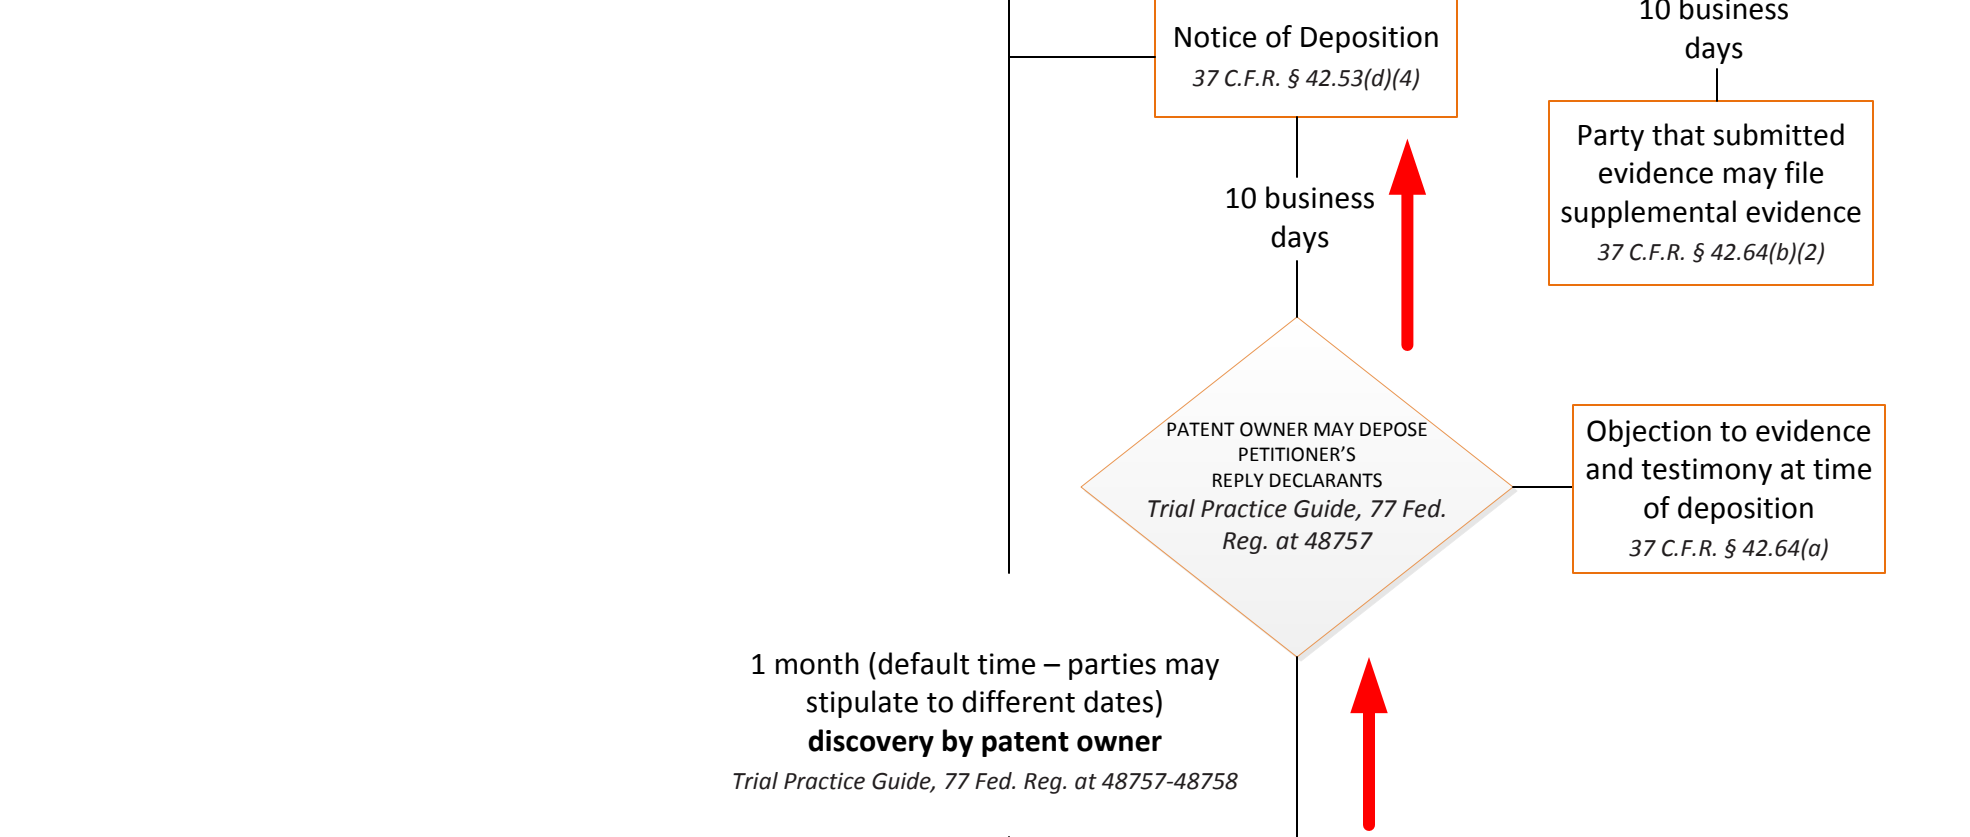 Notice of Deposition
37 C.F.R. § 42.53(d)(4)
10 business
days
10 business
days
Party that submitted
evidence may file
supplemental evidence
37 C.F.R. § 42.64(b)(2)
PATENT OWNER MAY DEPOSE
PETITIONER’S
REPLY DECLARANTS
Trial Practice Guide, 77 Fed.
Reg. at 48757
Objection to evidence
and testimony at time
of deposition
37 C.F.R. § 42.64(a)
1 month (default time – parties may
stipulate to different dates)
discovery by patent owner
Trial Practice Guide, 77 Fed. Reg. at 48757-48758